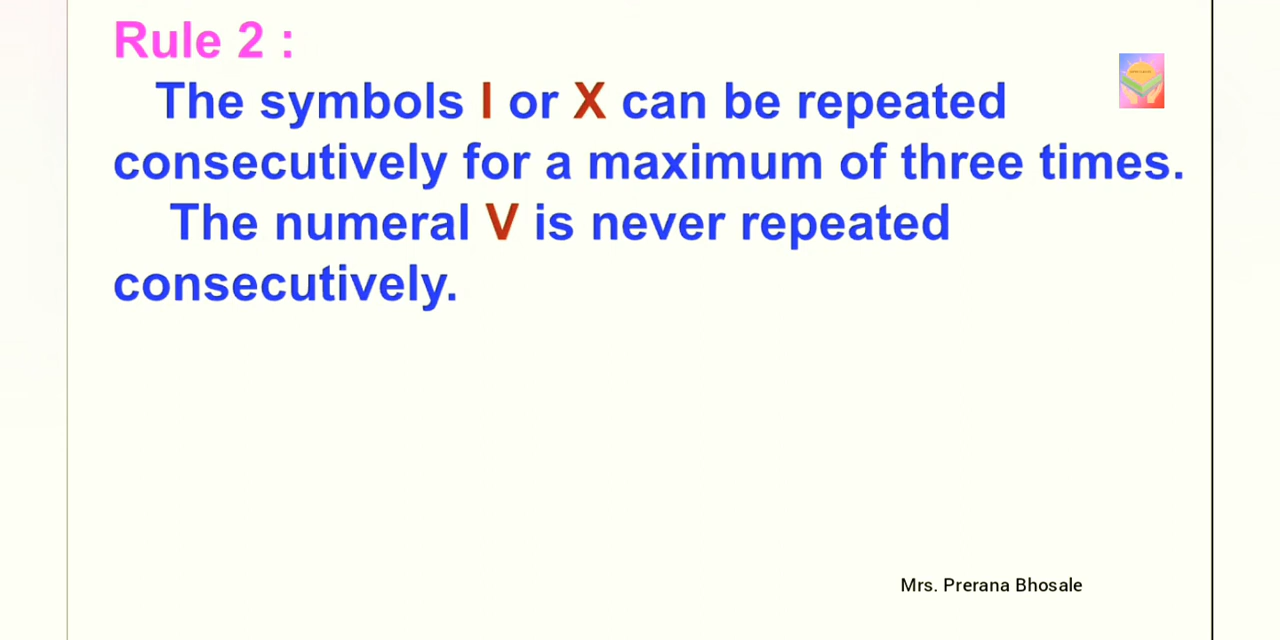 Rule 2 :
The symbols I or X can be repeated
consecutively for a maximum of three times.
The numeral V is never repeated
consecutively.
Mrs. Prerana Bhosale